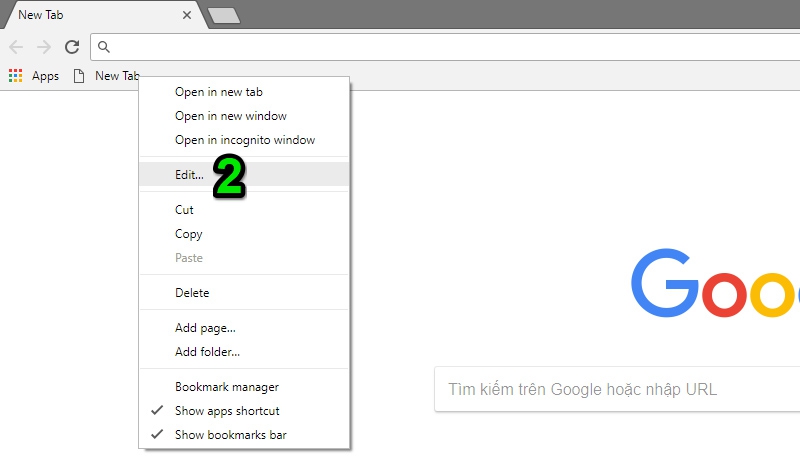 New Tab
Apps
New Tab
Open in new tab
Open in new window
Open in incognito window
Edit...
2
Cut
Copy
Paste
Delete
Add page...
Add folder...
Bookmark manager
Show apps shortcut
Show bookmarks bar
Goo
Tìm kiếm trên Google hoặc nhập URL